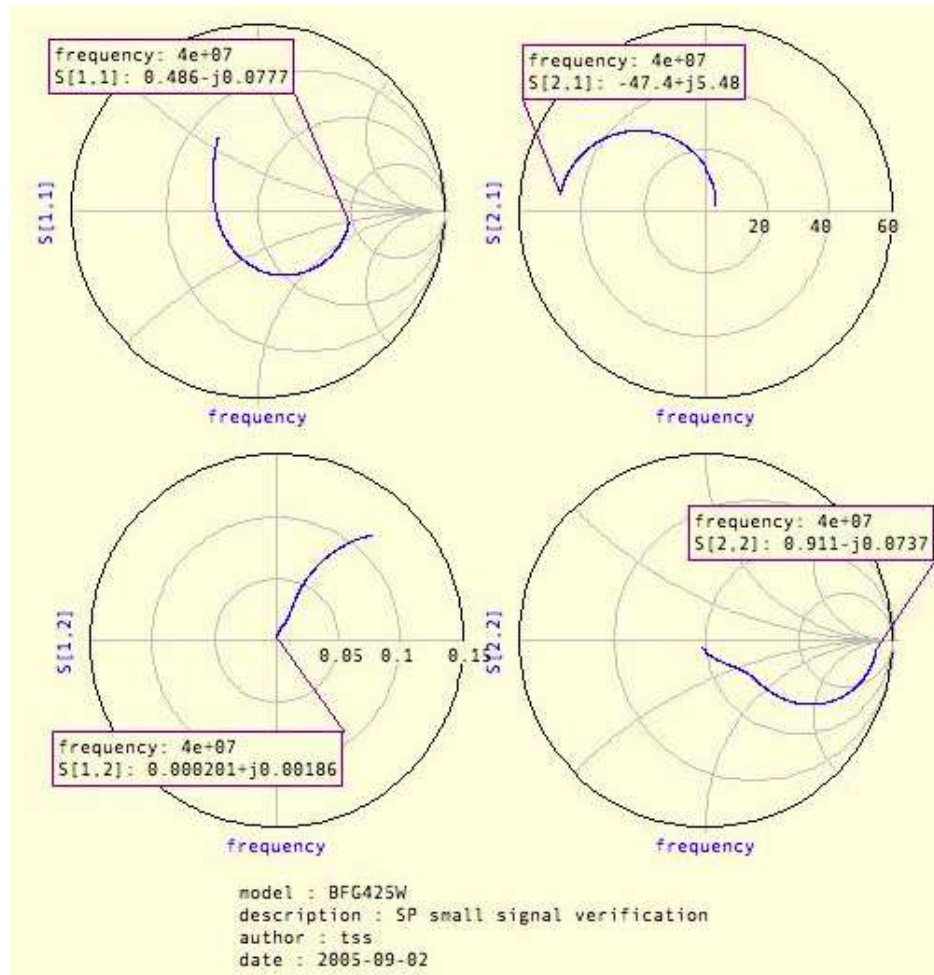 frequency: 4e+07
S[1,1]: 0.486-j0.0777
frequency: 4e+07
S[2,1]: -47.4+j5.48
S[1,1]
S[2,1]
20 40 60
frequency
frequency
frequency: 4e+07
S[2,2]: 0.911-j0.0737
S[1,2]
0.05 0.1 0.15
S[2,2]
frequency: 4e+07
S[1,2]: 0.000201+j0.00186
frequency
frequency
model : BFG425W
description : SP small signal verification
author : tss
date : 2005-09-02